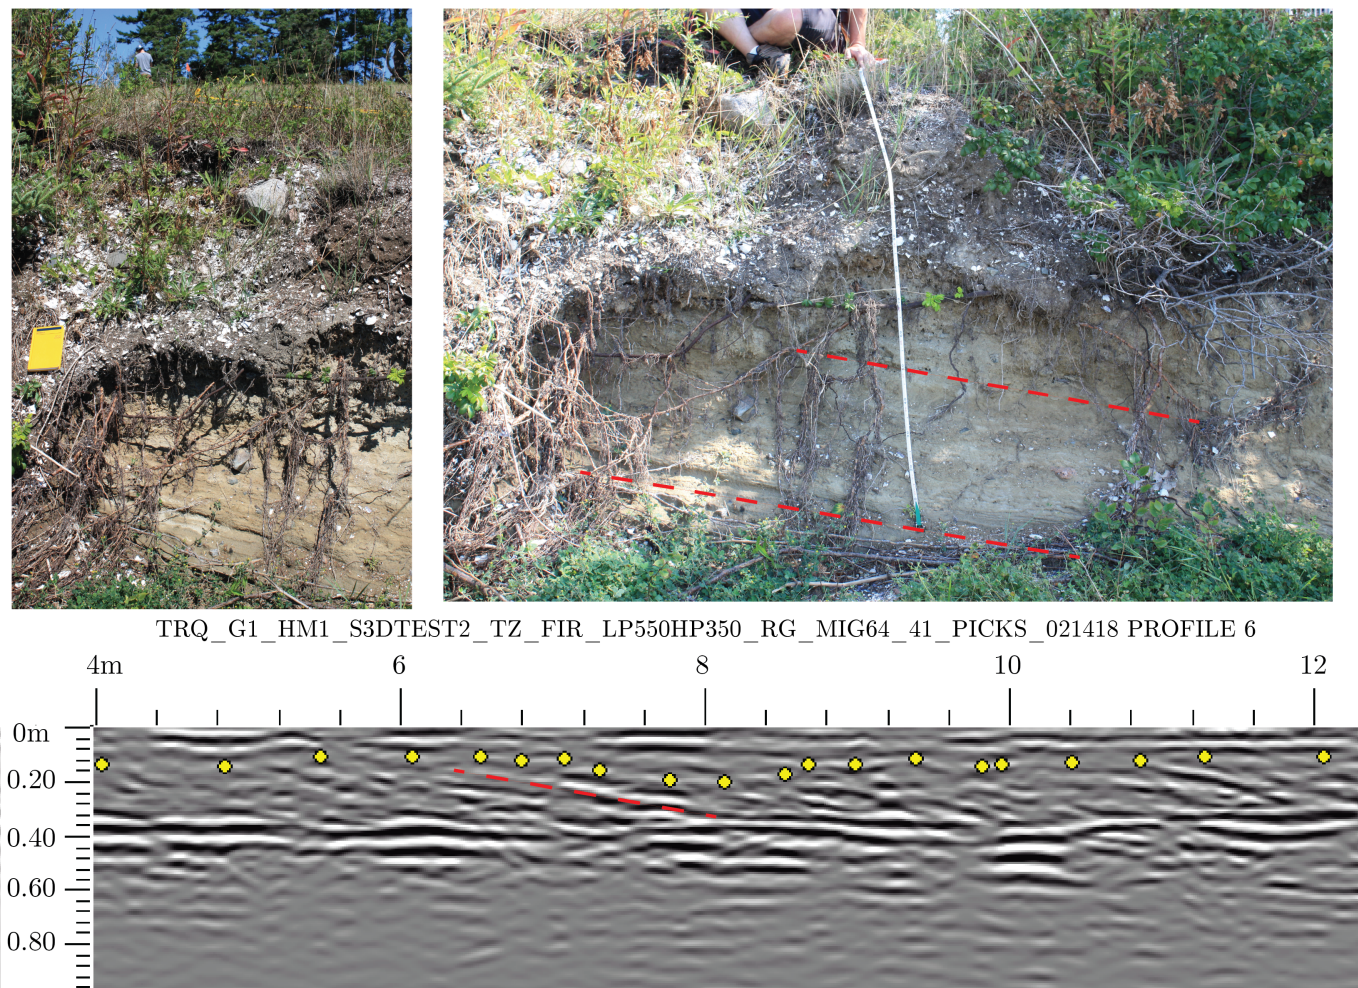 TRQ_G1_HM1_S3DTEST2_TZ_FIR_LP550HP350_RG_MIG64_41_PICKS_021418 PROFILE 6
4m 6 8 10 12
0m
0.20
0.40
0.60
0.80